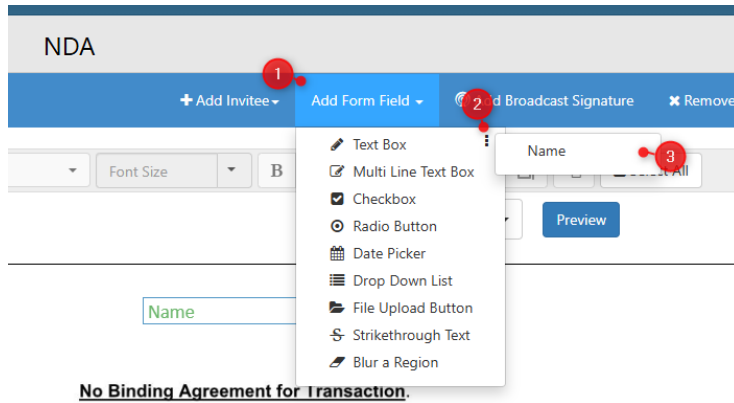 NDA
1
Add Invitee
Add Form Field
2
dd Broadcast Signature
Remove
Text Box
Name
3
Font Size
B
Multi Line Text Box
All
Checkbox
Radio Button
Preview
Date Picker
Drop Down List
Name
File Upload Button
S Strikethrough Text
Blur a Region
No Binding Agreement for Transaction.